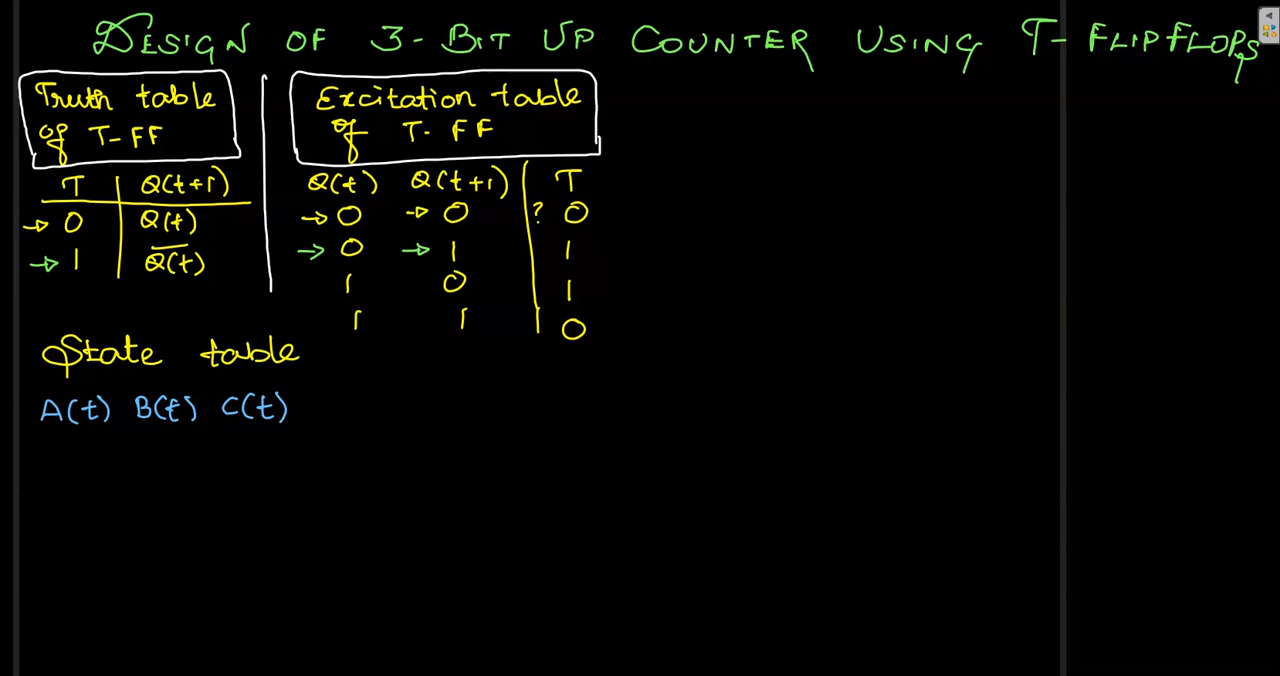 DESIGN OF 3-BIT UP COUNTER USING T-FLIPFLOPS
Truth table
of T-FF
T Q(t+1)
→ 0 Q(t)
→ 1 Q̅(t)
Excitation table
of T-FF
Q(t) Q(t+1) T
→ 0 → 0 ? 0
→ 0 → 1 1
1 0 1
1 1 0
State table
A(t) B(t) C(t)